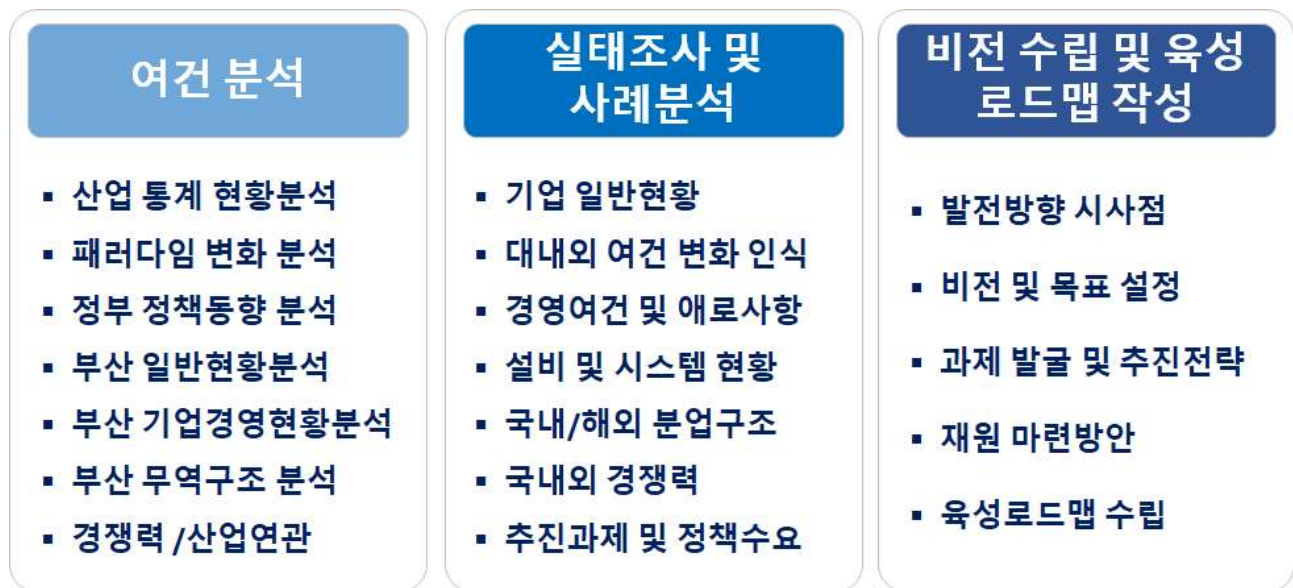 여건 분석
▪ 산업 통계 현황분석
▪ 패러다임 변화 분석
▪ 정부 정책동향 분석
▪ 부산 일반현황분석
▪ 부산 기업경영현황분석
▪ 부산 무역구조 분석
▪ 경쟁력 /산업연관
실태조사 및
사례분석
▪ 기업 일반현황
▪ 대내외 여건 변화 인식
▪ 경영여건 및 애로사항
▪ 설비 및 시스템 현황
▪ 국내/해외 분업구조
▪ 국내외 경쟁력
▪ 추진과제 및 정책수요
비전 수립 및 육성
로드맵 작성
▪ 발전방향 시사점
▪ 비전 및 목표 설정
▪ 과제 발굴 및 추진전략
▪ 재원 마련방안
▪ 육성로드맵 수립